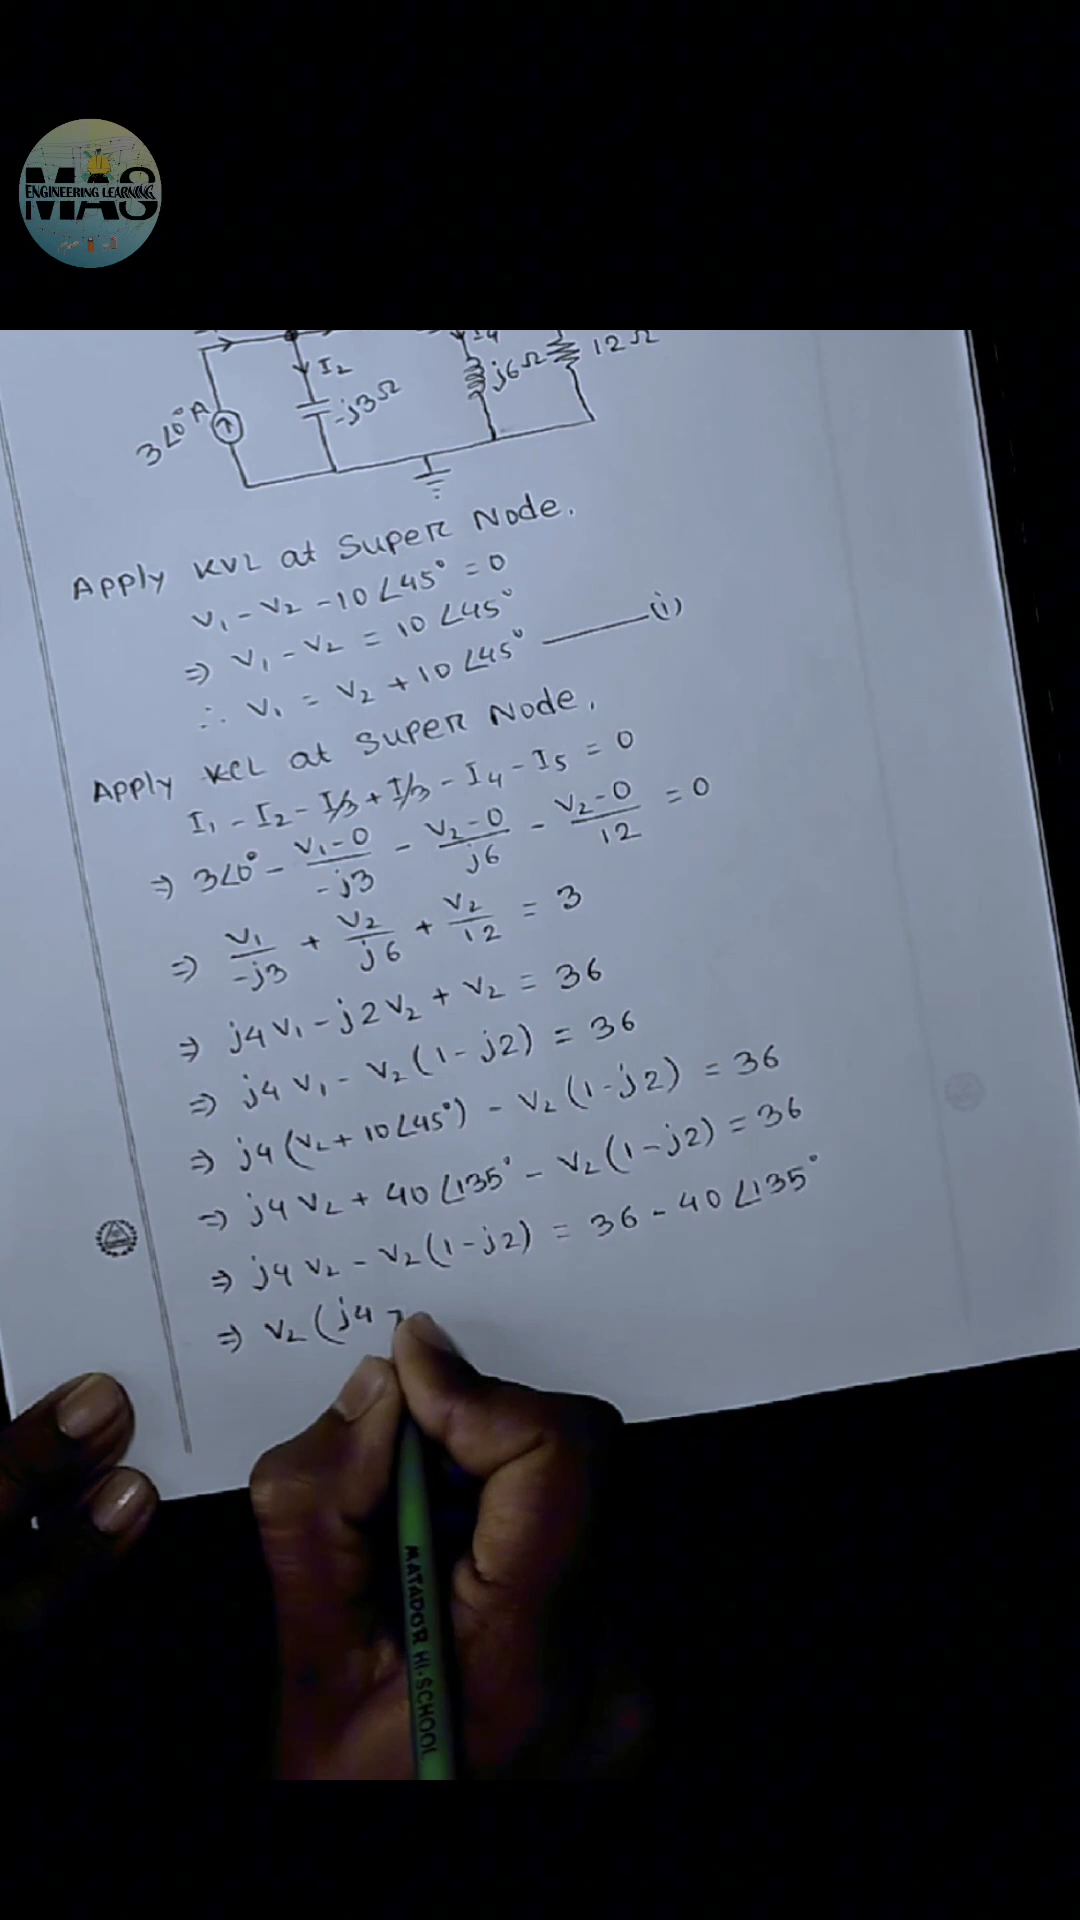 MAS
ENGINEERING LEARNING
I4
I2
j6Ω
12Ω
3∠0°A
-j3Ω
Apply KVL at Super Node.
V₁ - V₂ - 10∠45° = 0
⇒ V₁ - V₂ = 10∠45°
∴ V₁ = V₂ + 10∠45° ——— (i)
Apply KCL at Super Node.
I₁ - I₂ - I₃ + I₃ - I₄ - I₅ = 0
⇒ 3∠0° - (V₁-0)/(-j3) - (V₂-0)/(j6) - (V₂-0)/12 = 0
⇒ V₁/(-j3) + V₂/(j6) + V₂/12 = 3
⇒ j4V₁ - j2V₂ + V₂ = 36
⇒ j4V₁ - V₂(1-j2) = 36
⇒ j4(V₂ + 10∠45°) - V₂(1-j2) = 36
⇒ j4V₂ + 40∠135° - V₂(1-j2) = 36
⇒ j4V₂ - V₂(1-j2) = 36 - 40∠135°
⇒ V₂(j4
MATADOR HI-SCHOOL